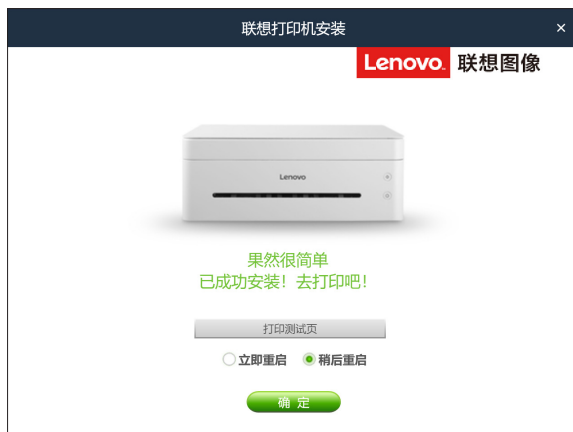 联想打印机安装
×
Lenovo. 联想图像
Lenovo
果然很简单
已成功安装！去打印吧！
打印测试页
立即重启 稍后重启
确 定